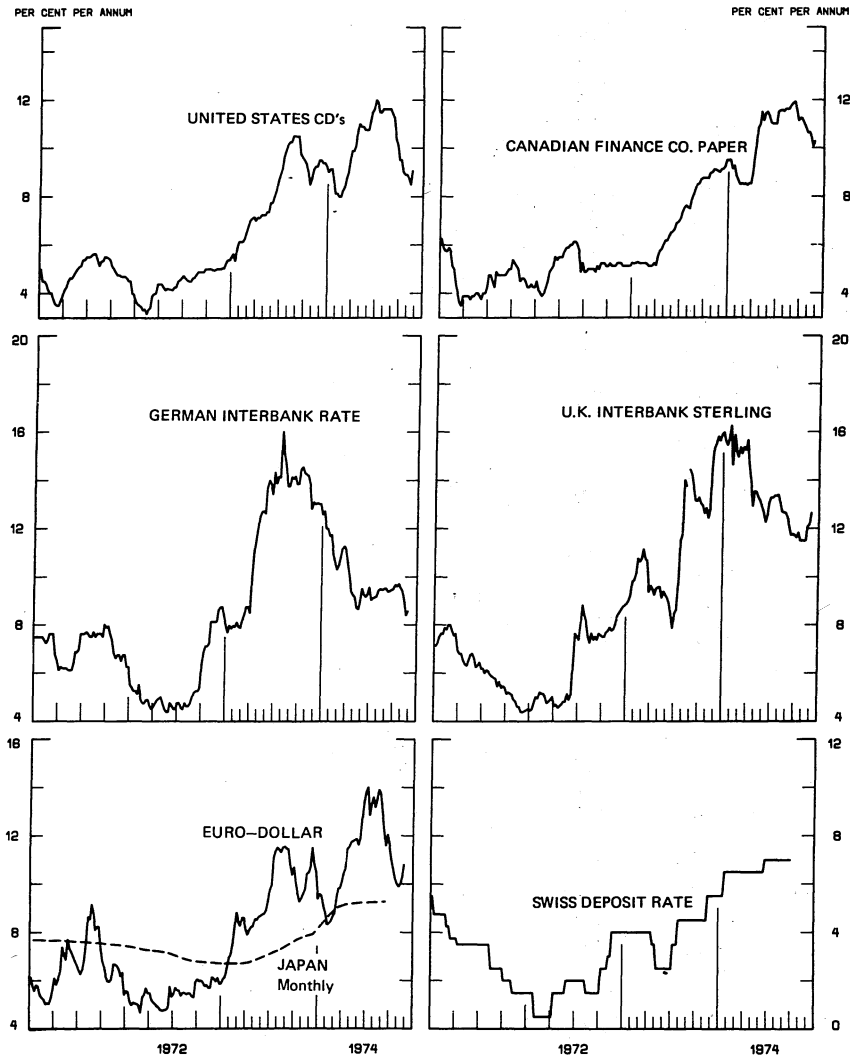 PER CENT PER ANNUM
PER CENT PER ANNUM
12
8
4
UNITED STATES CD's
CANADIAN FINANCE CO. PAPER
12
8
4
20
16
12
8
4
GERMAN INTERBANK RATE
U.K. INTERBANK STERLING
20
16
12
8
4
16
12
8
4
EURO—DOLLAR
JAPAN
Monthly
1972
1974
SWISS DEPOSIT RATE
12
8
4
0
1972
1974